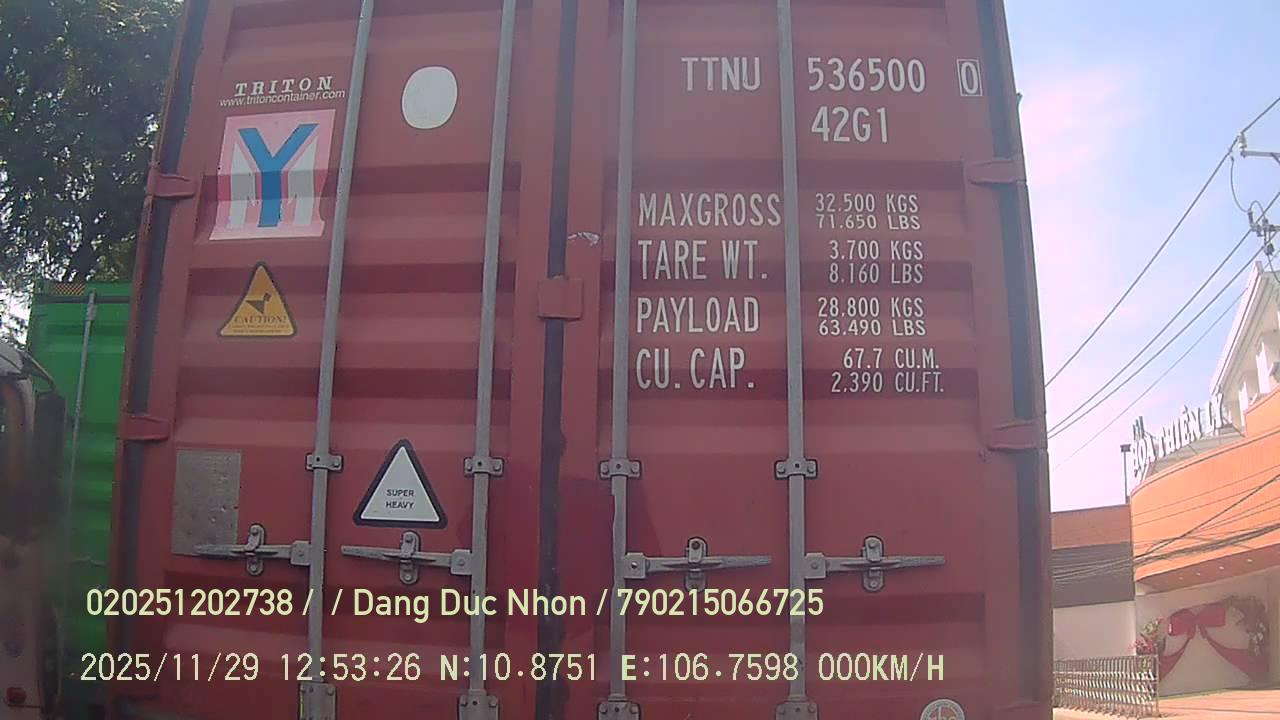 TRITON
www.tritoncontainer.com
TTNU 536500 0
42G1
MAXGROSS 32.500 KGS
71.650 LBS
TARE WT. 3.700 KGS
8.160 LBS
PAYLOAD 28.800 KGS
63.490 LBS
CU. CAP. 67.7 CU.M.
2.390 CU.FT.
CAUTION!
SUPER
HEAVY
HOA THIÊN LÝ
020251202738 / / Dang Duc Nhon / 790215066725
2025/11/29 12:53:26 N:10.8751 E:106.7598 000KM/H